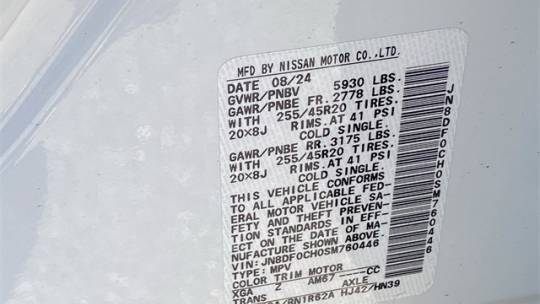 MFD BY NISSAN MOTOR CO.,LTD.
DATE 08/24
GVWR/PNBV 5930 LBS.
GAWR/PNBE FR. 2778 LBS.
WITH 255/45R20 TIRES.
20×8J RIMS.AT 41 PSI
COLD SINGLE.
GAWR/PNBE RR. 3175 LBS.
WITH 255/45R20 TIRES.
20×8J RIMS.AT 41 PSI
COLD SINGLE.
THIS VEHICLE CONFORMS
TO ALL APPLICABLE FED-
ERAL MOTOR VEHICLE SA-
FETY AND THEFT PREVEN-
TION STANDARDS IN EFF-
ECT ON THE DATE OF MA-
NUFACTURE SHOWN ABOVE.
VIN:JN8DF0CH0SM760446
TYPE: MPV
COLOR TRIM MOTOR
XGA Z AM67 ----CC
TRANS AXLE
RN1R62A HJ42/HN39
JN8DF0CH0SM760446